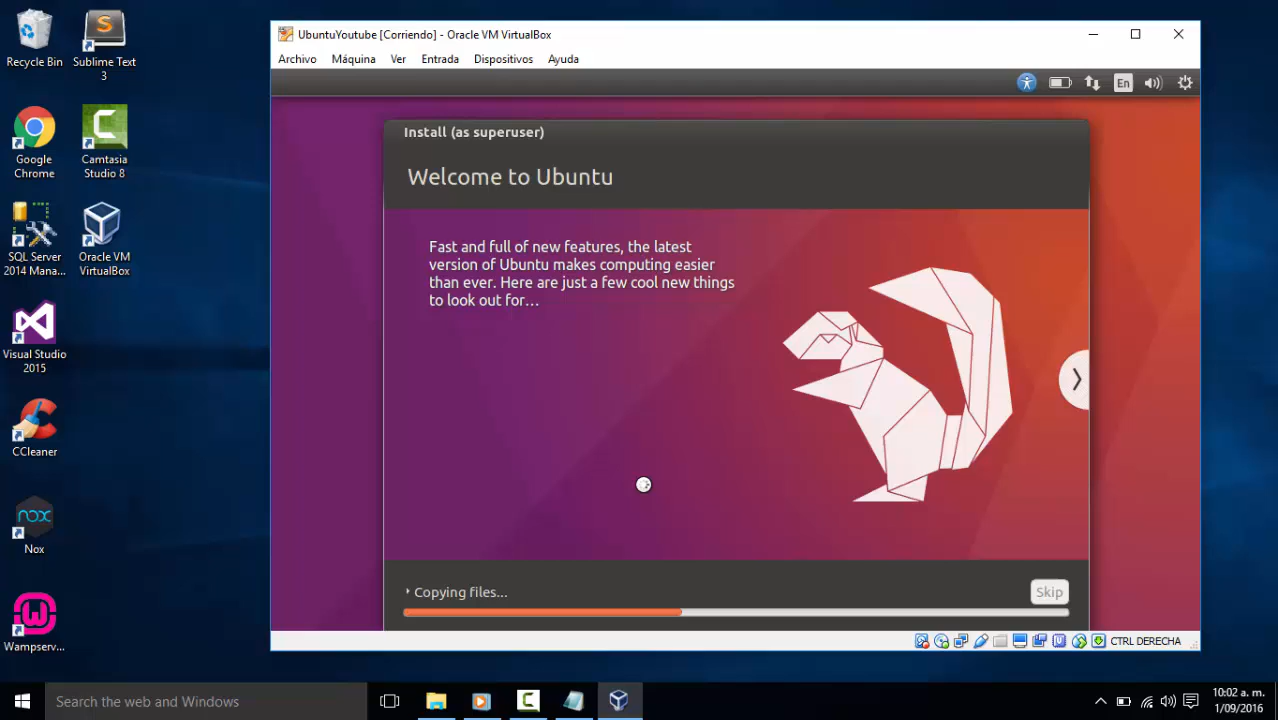 Recycle Bin
Sublime Text
3
Google
Chrome
Camtasia
Studio 8
SQL Server
2014 Mana...
Oracle VM
VirtualBox
Visual Studio
2015
CCleaner
nox
Nox
Wampserv...
UbuntuYoutube [Corriendo] - Oracle VM VirtualBox
Archivo Máquina Ver Entrada Dispositivos Ayuda
En
Install (as superuser)
Welcome to Ubuntu
Fast and full of new features, the latest
version of Ubuntu makes computing easier
than ever. Here are just a few cool new things
to look out for...
Copying files...
Skip
CTRL DERECHA
Search the web and Windows
10:02 a. m.
1/09/2016